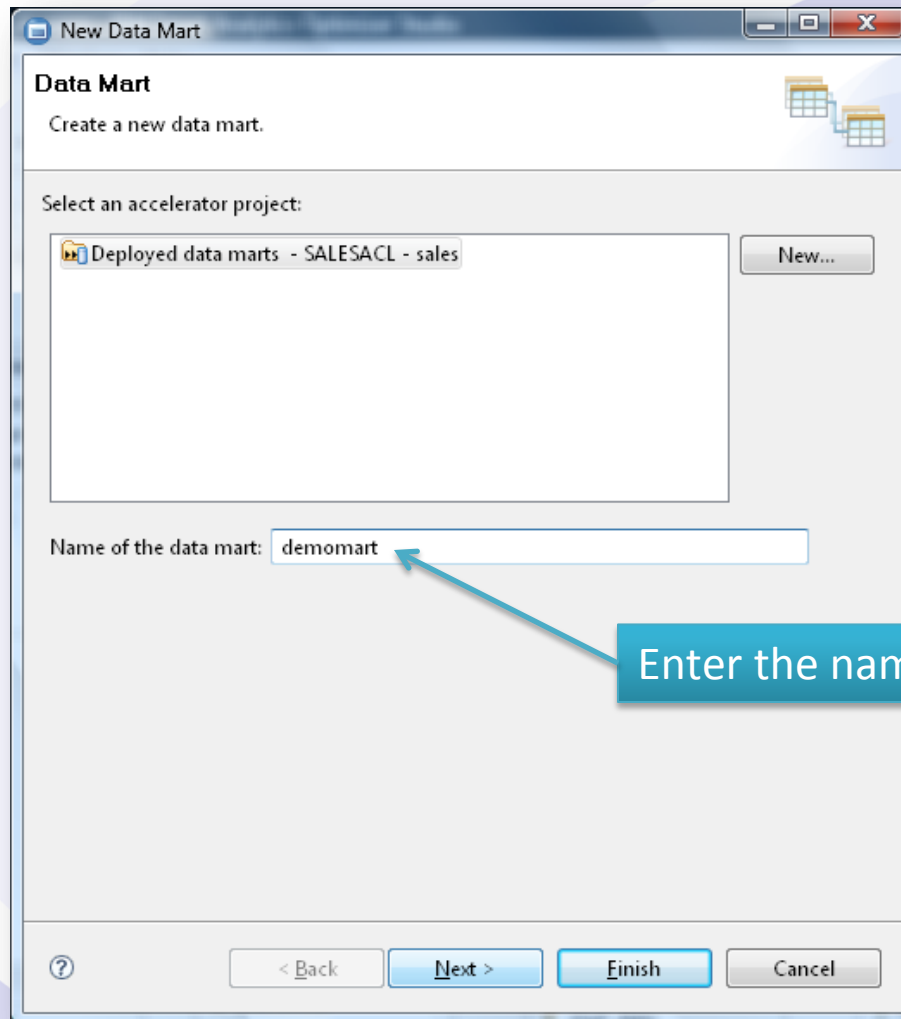 New Data Mart
Data Mart
Create a new data mart.
Select an accelerator project:
Deployed data marts - SALESACL - sales
New...
Name of the data mart: demomart
Enter the nam
< Back Next > Finish Cancel